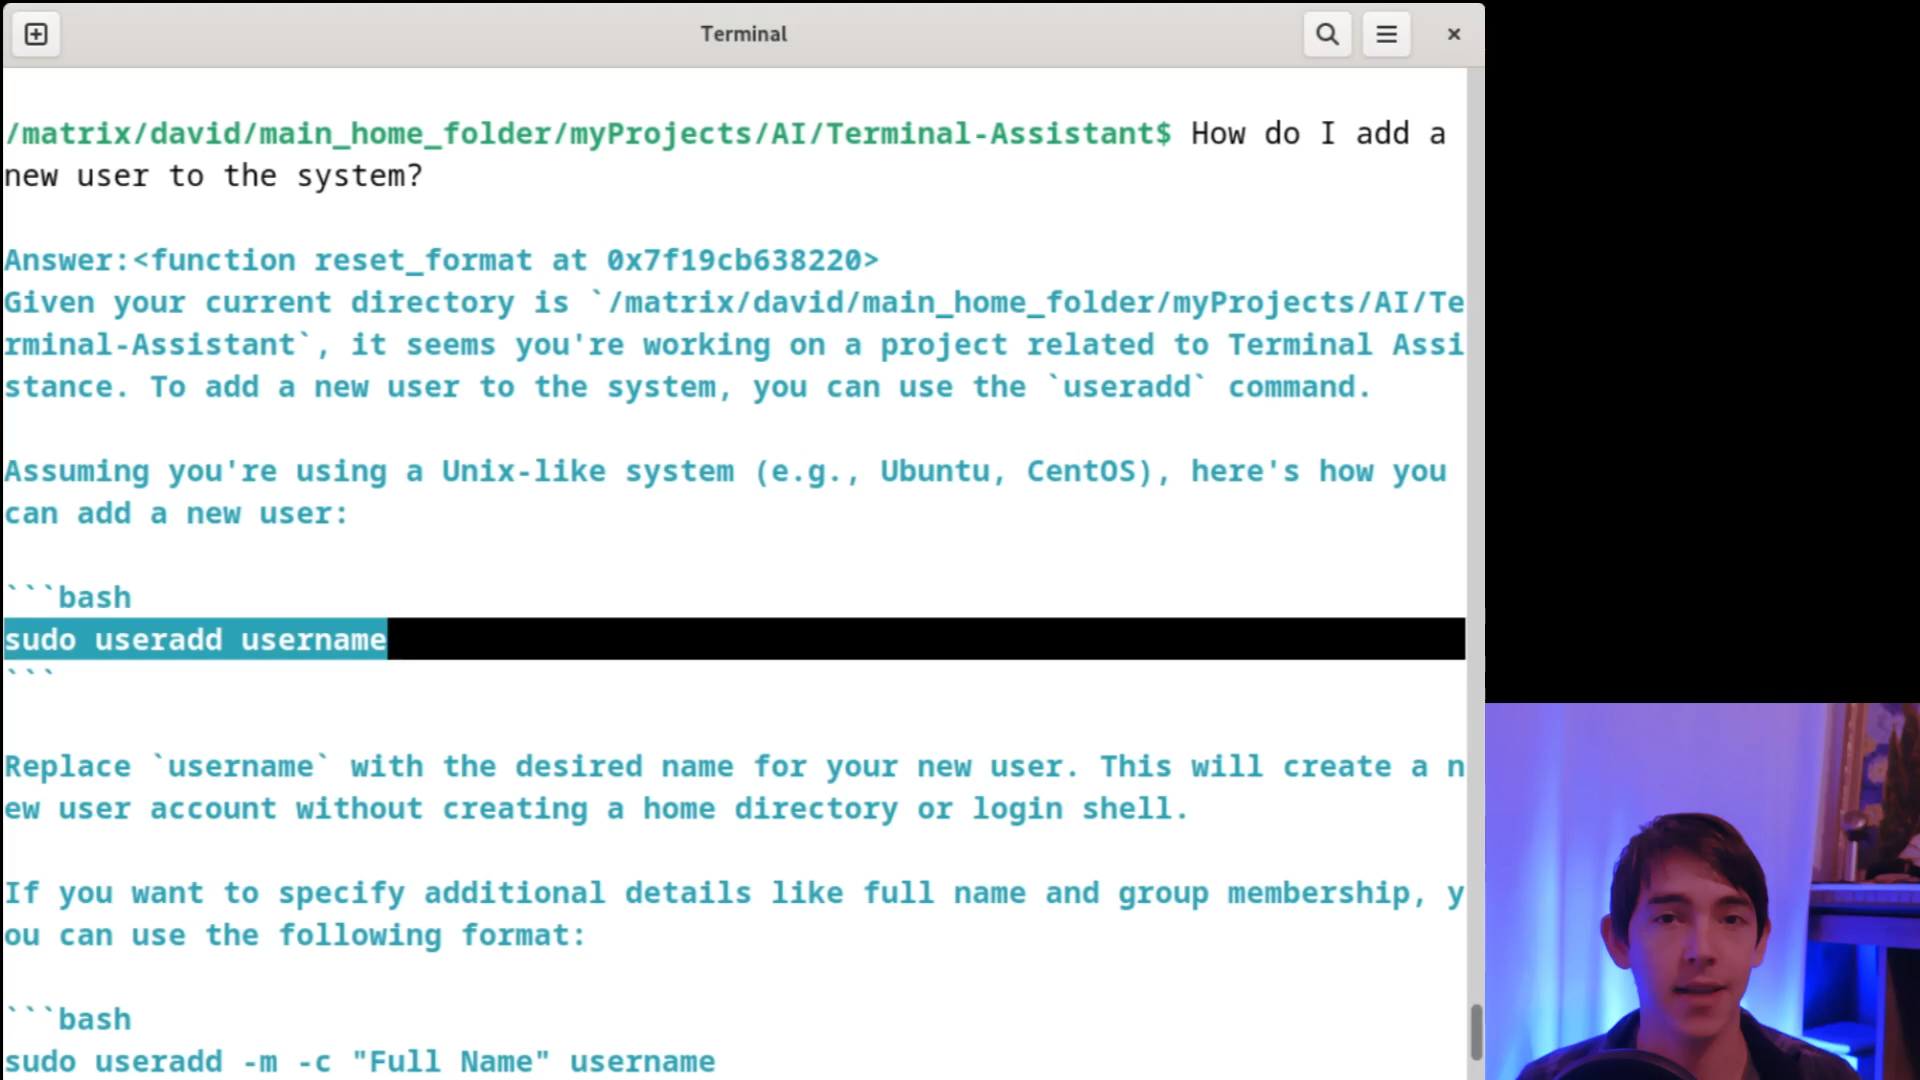 Terminal
/matrix/david/main_home_folder/myProjects/AI/Terminal-Assistant$ How do I add a
new user to the system?
Answer:<function reset_format at 0x7f19cb638220>
Given your current directory is `/matrix/david/main_home_folder/myProjects/AI/Te
rminal-Assistant`, it seems you're working on a project related to Terminal Assi
stance. To add a new user to the system, you can use the `useradd` command.
Assuming you're using a Unix-like system (e.g., Ubuntu, CentOS), here's how you
can add a new user:
```bash
sudo useradd username
```
Replace `username` with the desired name for your new user. This will create a n
ew user account without creating a home directory or login shell.
If you want to specify additional details like full name and group membership, y
ou can use the following format:
```bash
sudo useradd -m -c "Full Name" username